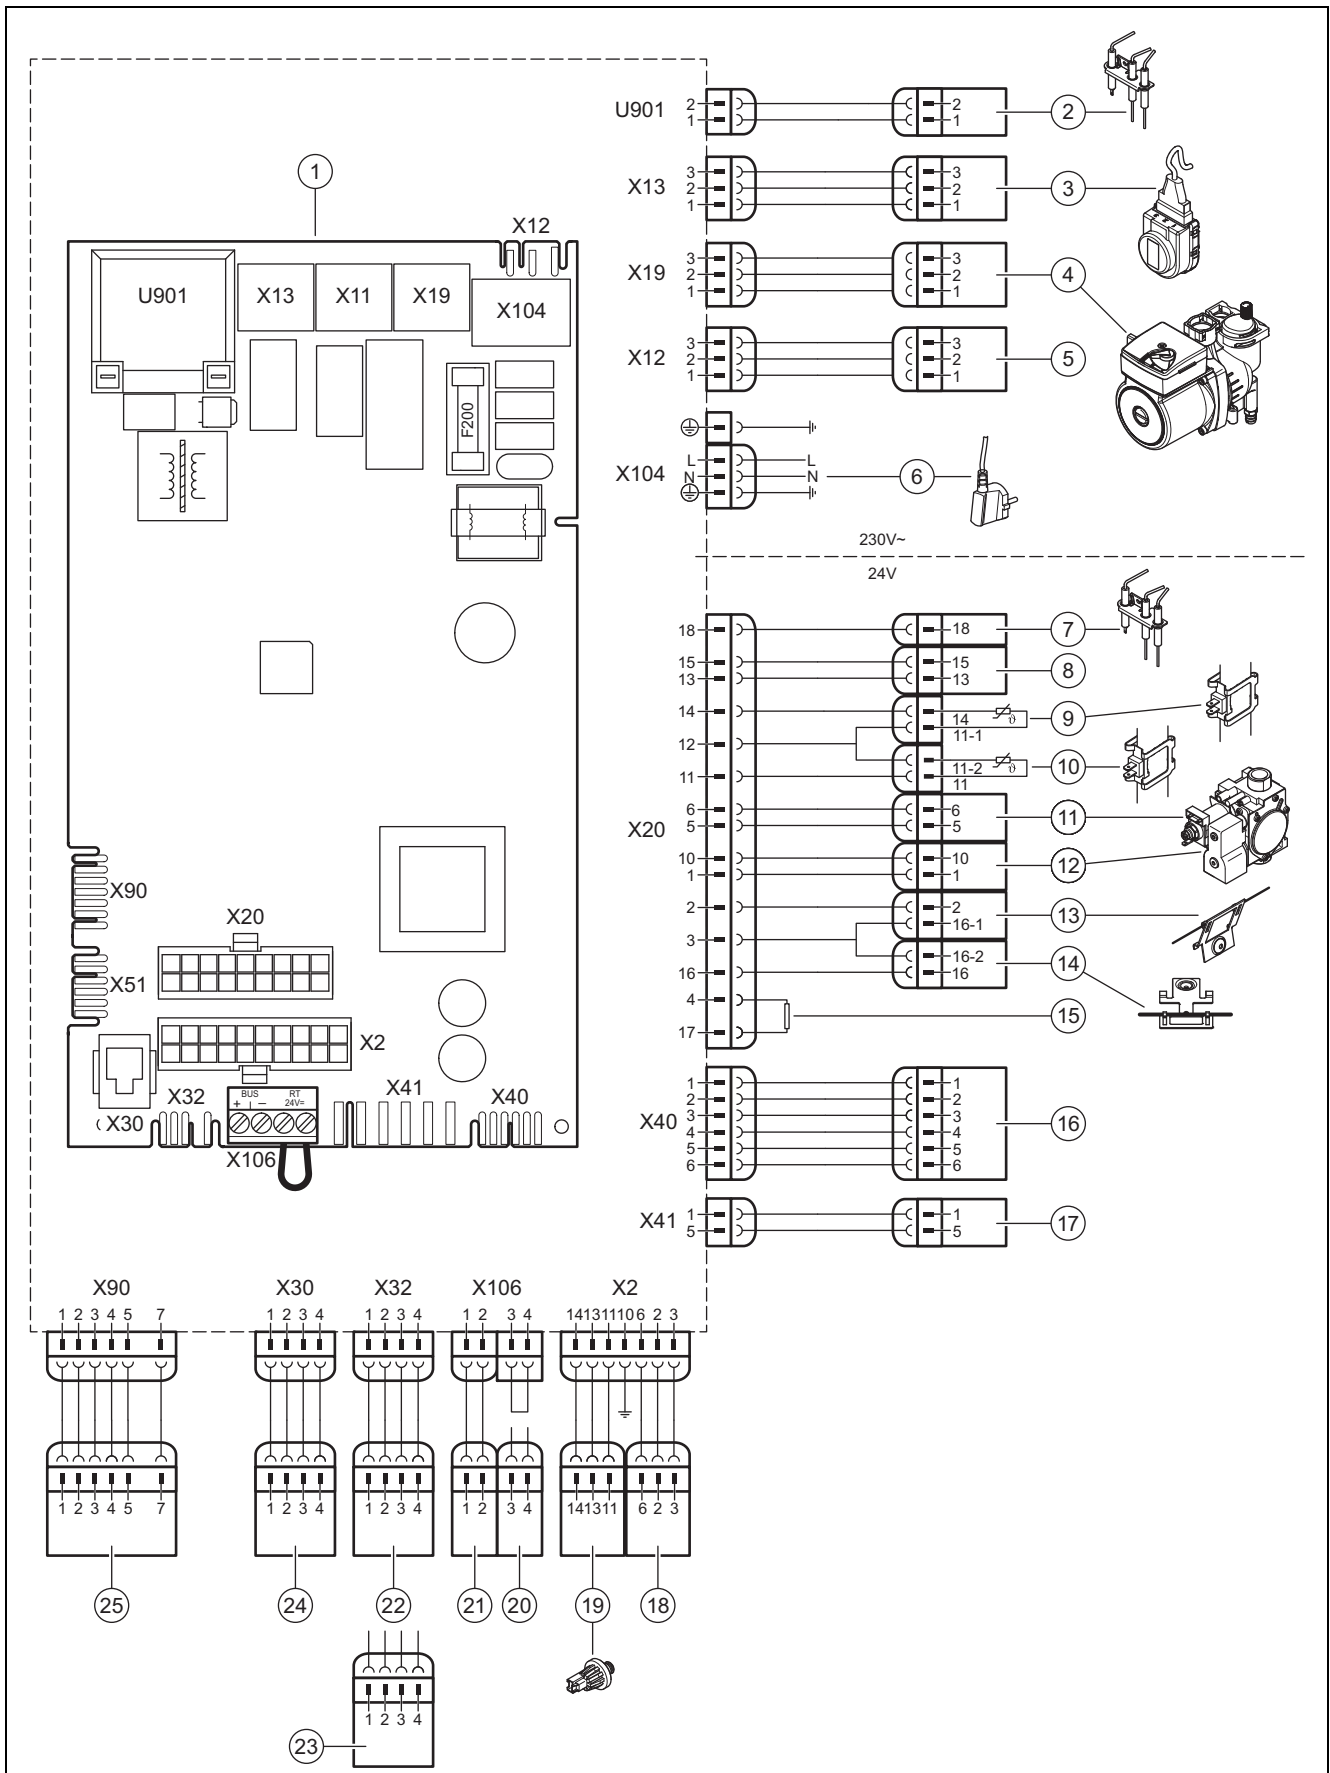 1
X12
U901
X13
X11
X19
X104
F200
X90
X20
X51
X2
X30
X32
BUS
RT
+ –
24V=
X41
X40
X106
U901
2 2
1 1
2
X13
3 3
2 2
1 1
3
X19
3 3
2 2
1 1
4
X12
3 3
2 2
1 1
5
X104
L L
N N
6
230V~
24V
X20
18 18
7
15 15
13 13
8
14 14
ϑ
11-1
9
12
11-2
ϑ
11 11
10
6 6
5 5
11
10 10
1 1
12
2 2
16-1
13
3
16-2
16 16
14
4
17
15
X40
1 1
2 2
3 3
4 4
5 5
6 6
16
X41
1 1
5 5
17
X90
1 2 3 4 5 7
1 2 3 4 5 7
25
X30
1 2 3 4
1 2 3 4
24
X32
1 2 3 4
1 2 3 4
22
X106
1 2 3 4
1 2 3 4
21
20
X2
14 13 11 10 6 2 3
14 13 11 6 2 3
19
18
1 2 3 4
23